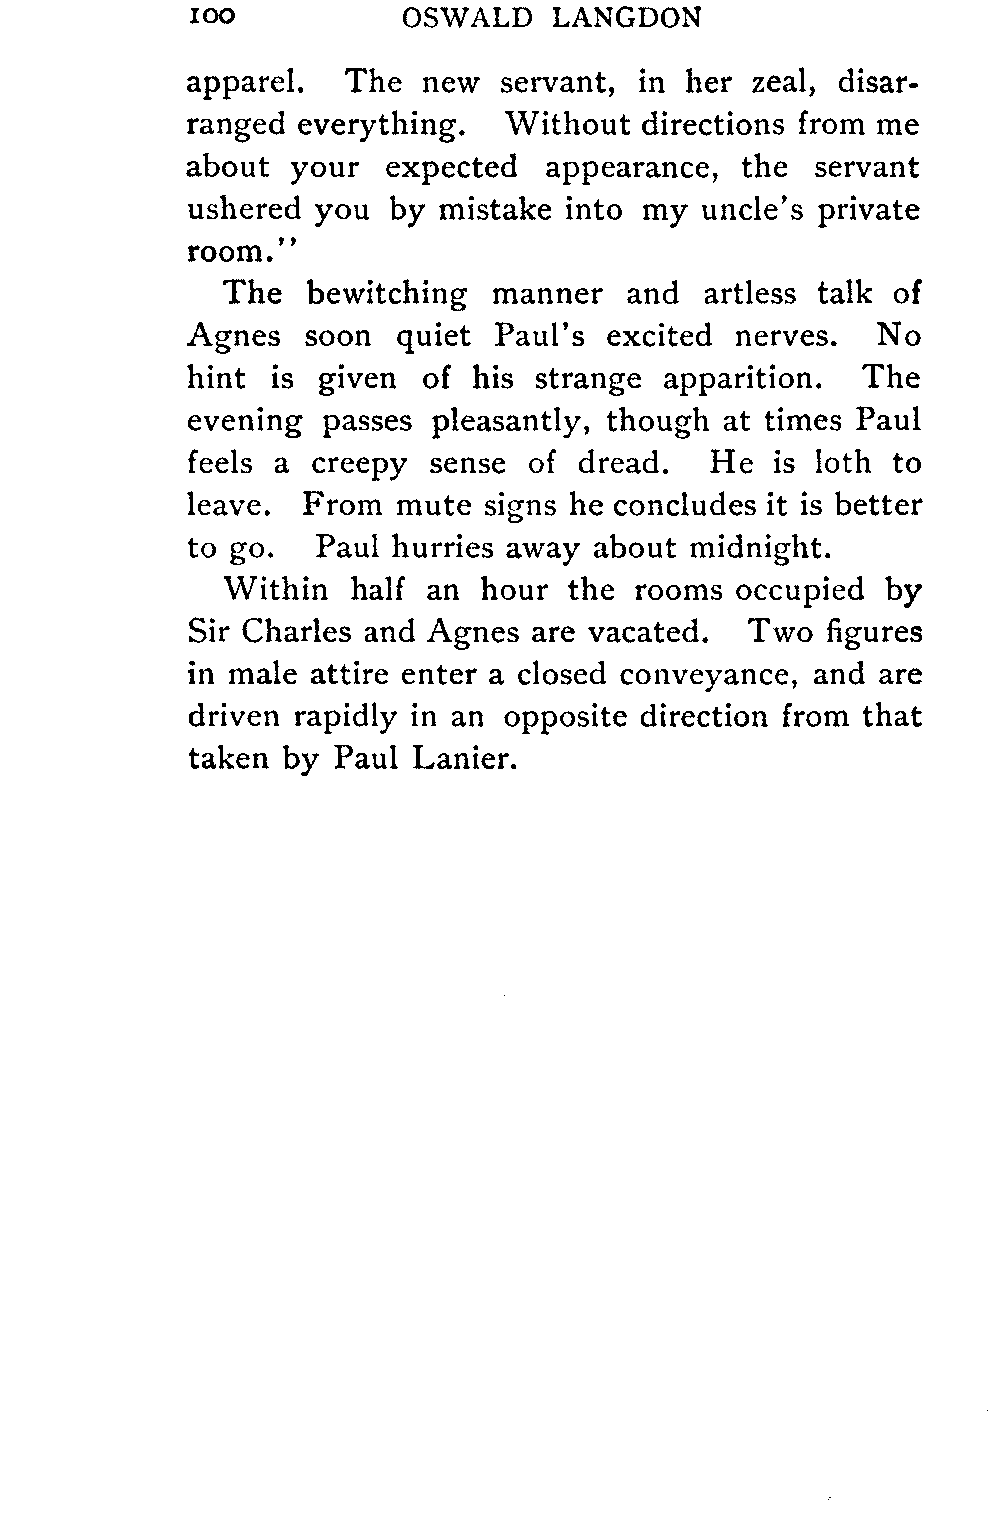 100 OSWALD LANGDON
apparel. The new servant, in her zeal, disar-
ranged everything. Without directions from me
about your expected appearance, the servant
ushered you by mistake into my uncle's private
room."
The bewitching manner and artless talk of
Agnes soon quiet Paul's excited nerves. No
hint is given of his strange apparition. The
evening passes pleasantly, though at times Paul
feels a creepy sense of dread. He is loth to
leave. From mute signs he concludes it is better
to go. Paul hurries away about midnight.
Within half an hour the rooms occupied by
Sir Charles and Agnes are vacated. Two figures
in male attire enter a closed conveyance, and are
driven rapidly in an opposite direction from that
taken by Paul Lanier.